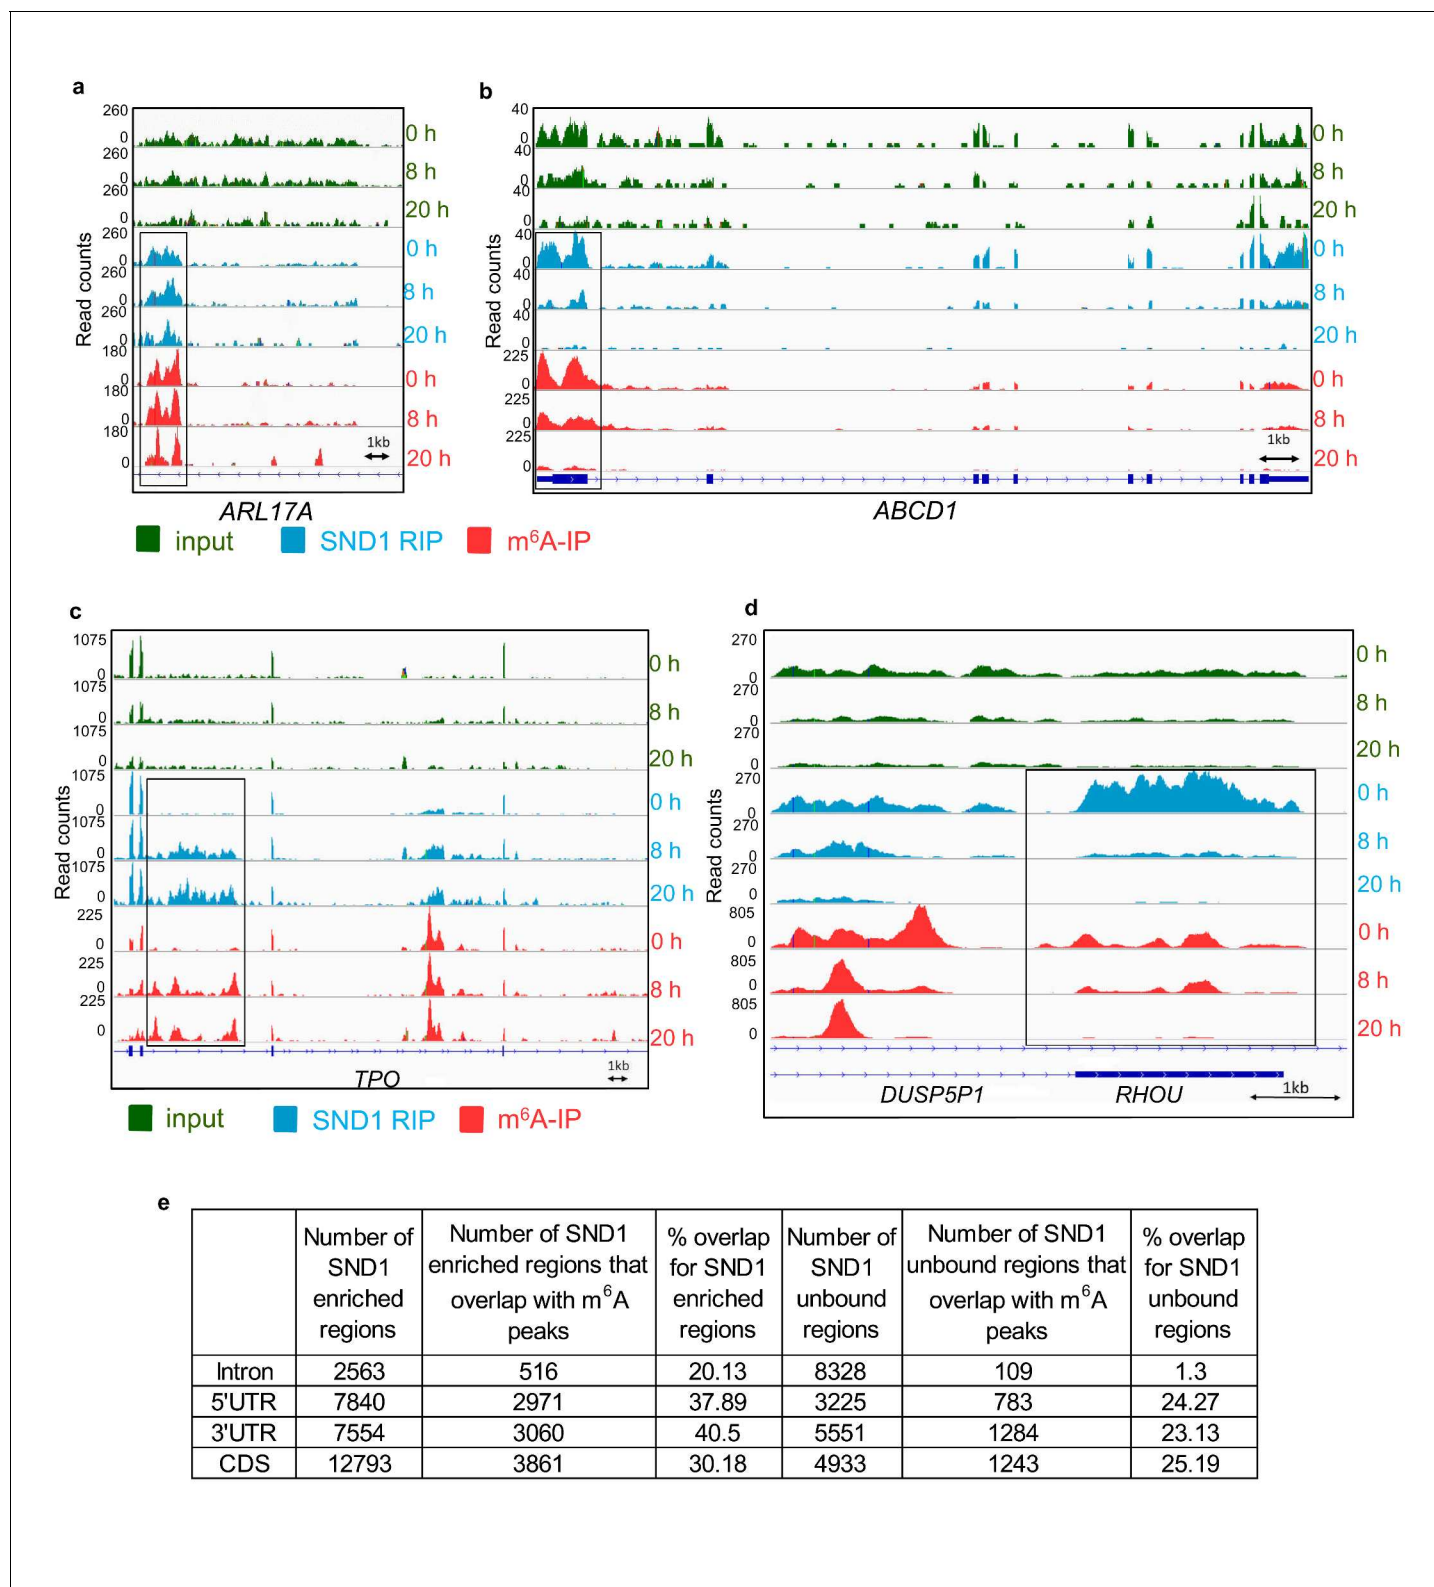 a
260
0
0 h
260
0
8 h
260
0
20 h
260
0
0 h
260
0
8 h
260
0
20 h
180
0
0 h
180
0
8 h
180
0
20 h
Read counts
1kb
ARL17A
b
40
0
0 h
40
0
8 h
40
0
20 h
40
0
0 h
40
0
8 h
40
0
20 h
225
0
0 h
225
0
8 h
225
0
20 h
Read counts
1kb
ABCD1
input SND1 RIP m⁶A-IP
c
1075
0
0 h
1075
0
8 h
1075
0
20 h
1075
0
0 h
1075
0
8 h
1075
0
20 h
225
0
0 h
225
0
8 h
225
0
20 h
Read counts
1kb
TPO
input SND1 RIP m⁶A-IP
d
270
0
0 h
270
0
8 h
270
0
20 h
270
0
0 h
270
0
8 h
270
0
20 h
805
0
0 h
805
0
8 h
805
0
20 h
Read counts
DUSP5P1 RHOU 1kb
e
Number of SND1 enriched regions
Number of SND1 enriched regions that overlap with m⁶A peaks
% overlap for SND1 enriched regions
Number of SND1 unbound regions
Number of SND1 unbound regions that overlap with m⁶A peaks
% overlap for SND1 unbound regions
Intron 2563 516 20.13 8328 109 1.3
5'UTR 7840 2971 37.89 3225 783 24.27
3'UTR 7554 3060 40.5 5551 1284 23.13
CDS 12793 3861 30.18 4933 1243 25.19